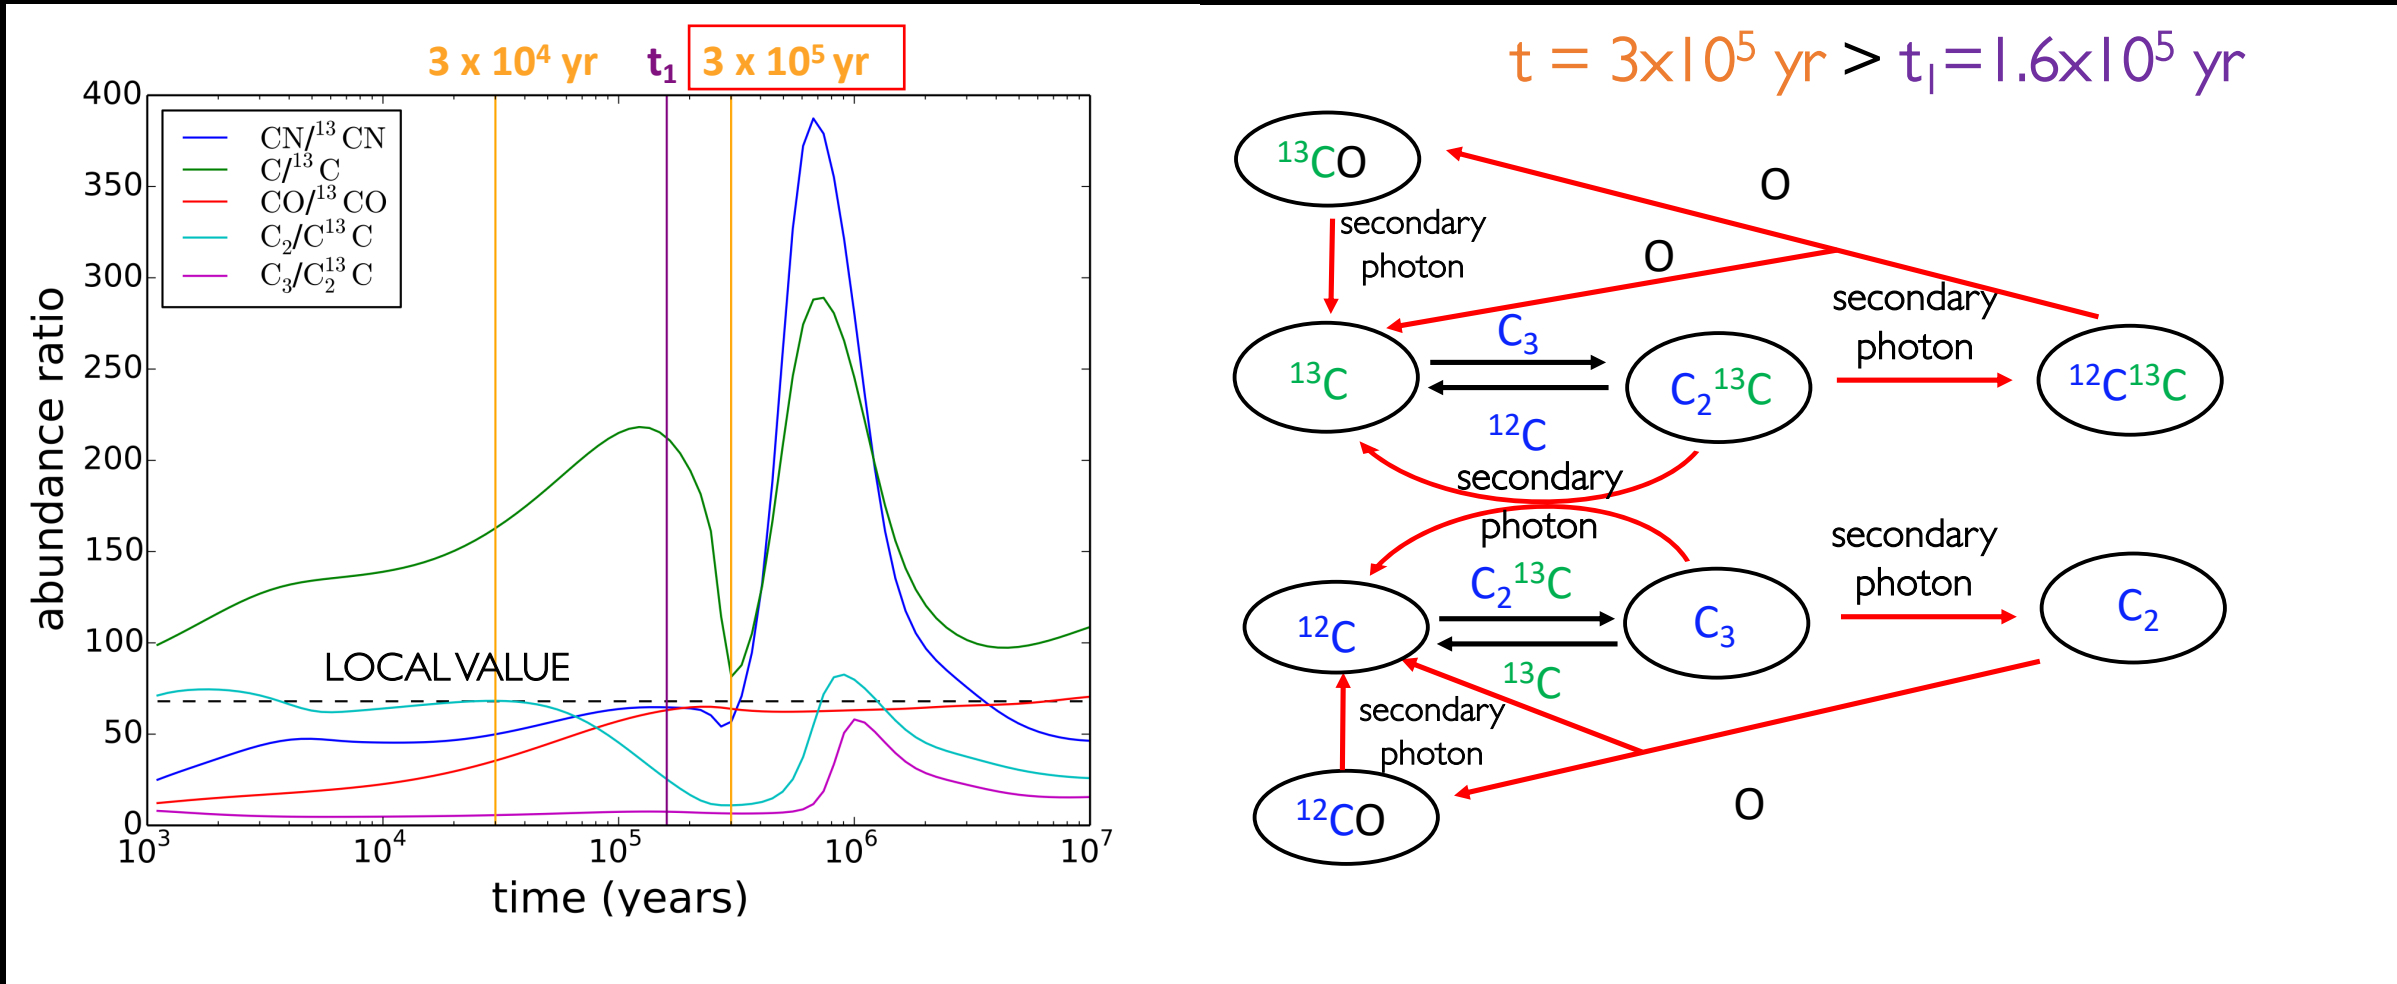 3 x 10⁴ yr
t₁
3 x 10⁵ yr
t = 3x10⁵ yr > t₁=1.6x10⁵ yr
400
350
300
250
200
150
100
50
0
CN/¹³CN
C/¹³C
CO/¹³CO
C₂/C¹³C
C₃/C₂¹³C
LOCAL VALUE
abundance ratio
10³
10⁴
10⁵
10⁶
10⁷
time (years)
¹³CO
O
secondary
photon
O
secondary
photon
C₃
¹³C
C₂¹³C
¹²C¹³C
¹²C
secondary
photon
secondary
photon
C₂¹³C
¹²C
C₃
C₂
¹³C
secondary
photon
¹²CO
O